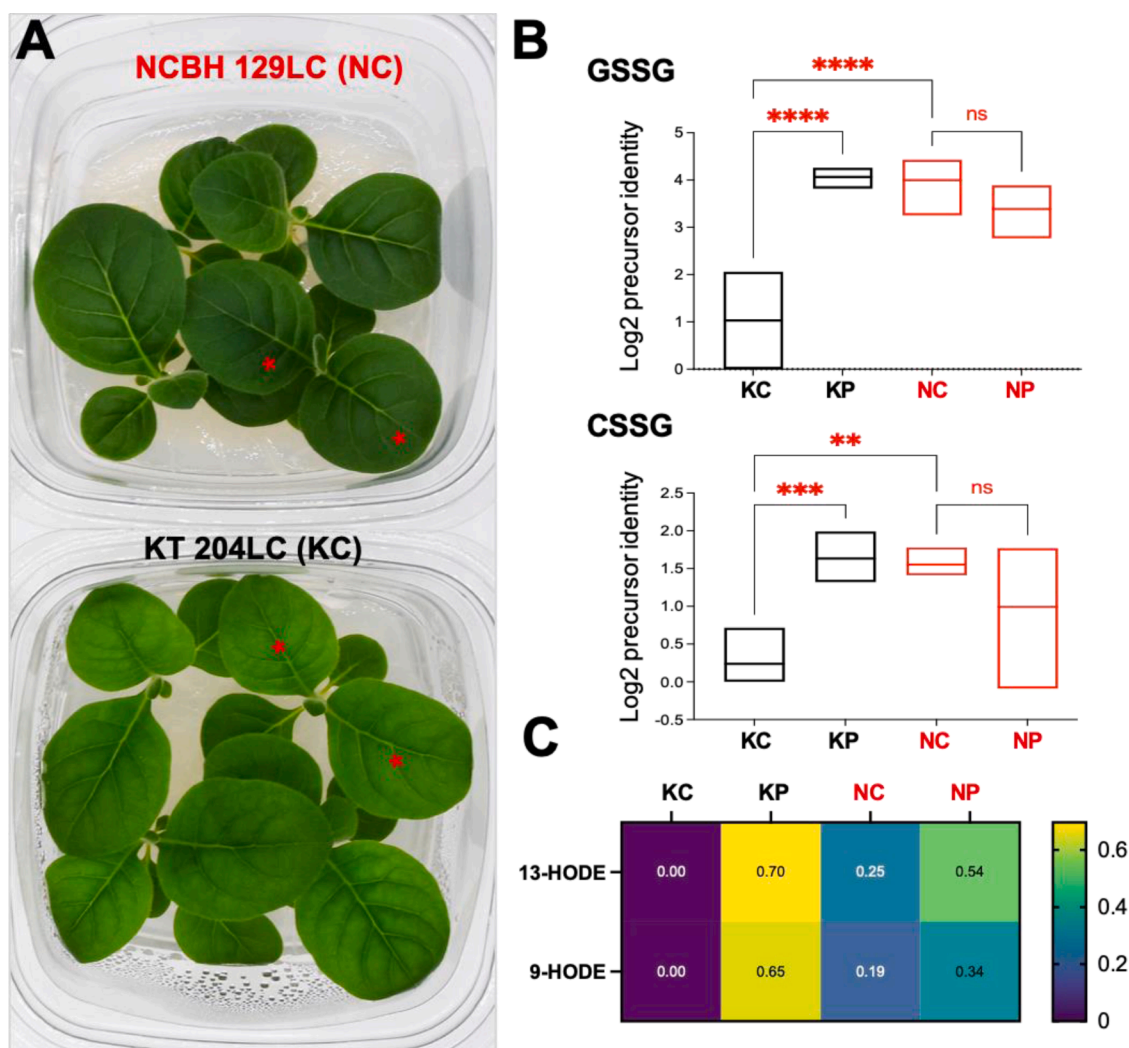 A
NCBH 129LC (NC)
*
*
KT 204LC (KC)
*
*
B
GSSG
****
****
ns
Log2 precursor identity
5
4
3
2
1
0
KC KP NC NP
CSSG
**
***
ns
Log2 precursor identity
2.5
2.0
1.5
1.0
0.5
0.0
-0.5
KC KP NC NP
C
KC KP NC NP
13-HODE 0.00 0.70 0.25 0.54
9-HODE 0.00 0.65 0.19 0.34
0.6
0.4
0.2
0